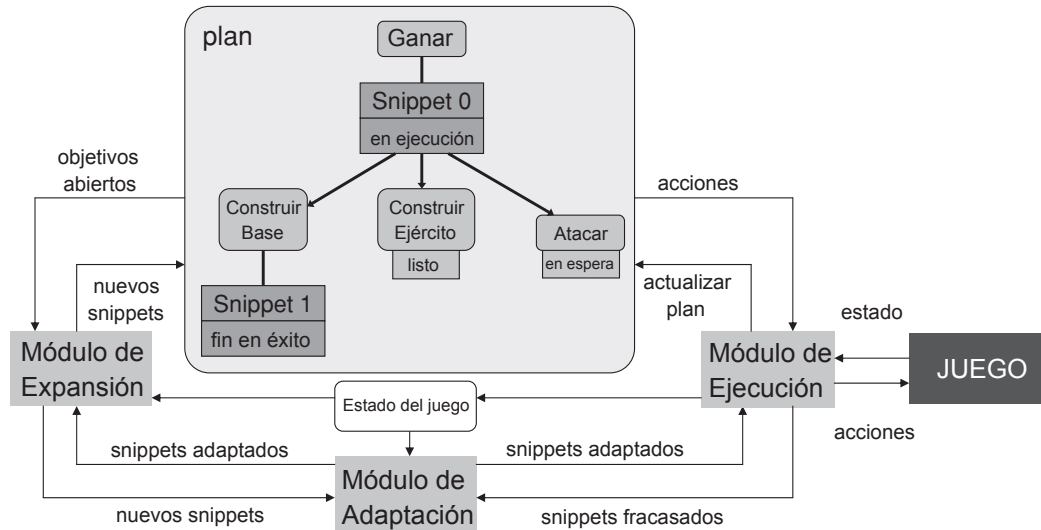 plan
Ganar
Snippet 0
en ejecución
objetivos
abiertos
acciones
Construir
Base
Construir
Ejército
listo
Atacar
en espera
nuevos
snippets
actualizar
plan
Snippet 1
fin en éxito
estado
Módulo de
Expansión
Módulo de
Ejecución
JUEGO
Estado del juego
acciones
snippets adaptados
snippets adaptados
Módulo de
Adaptación
nuevos snippets
snippets fracasados